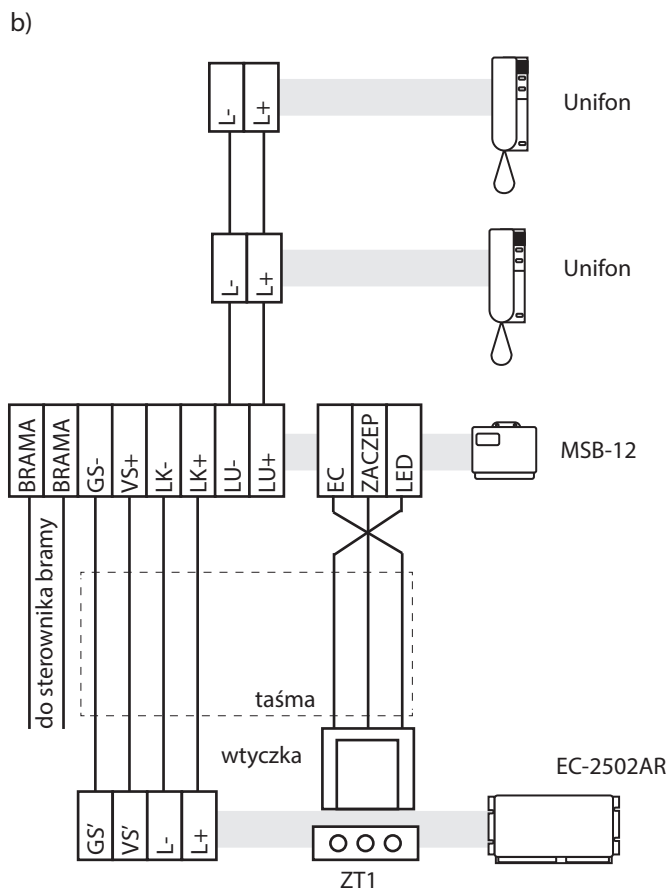 b)
L-
L+
Unifon
L-
L+
Unifon
BRAMA
BRAMA
GS-
VS+
LK-
LK+
LU-
LU+
EC
ZACZEP
LED
MSB-12
do sterownika bramy
taśma
wtyczka
EC-2502AR
GS'
VS'
L-
L+
ZT1